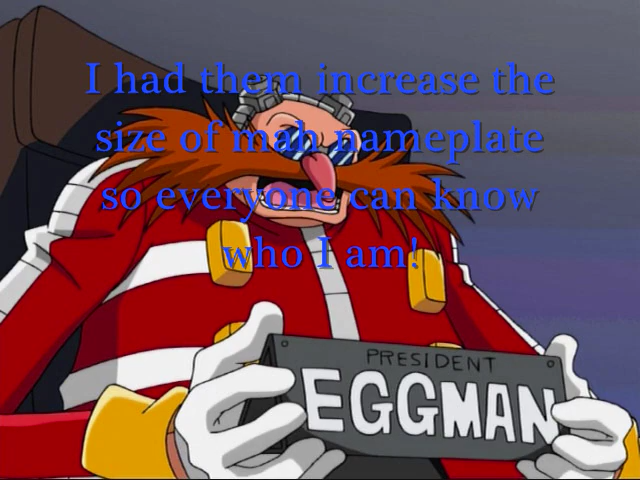 I had them increase the
size of mah nameplate
so everyone can know
who I am!
PRESIDENT
EGGMAN